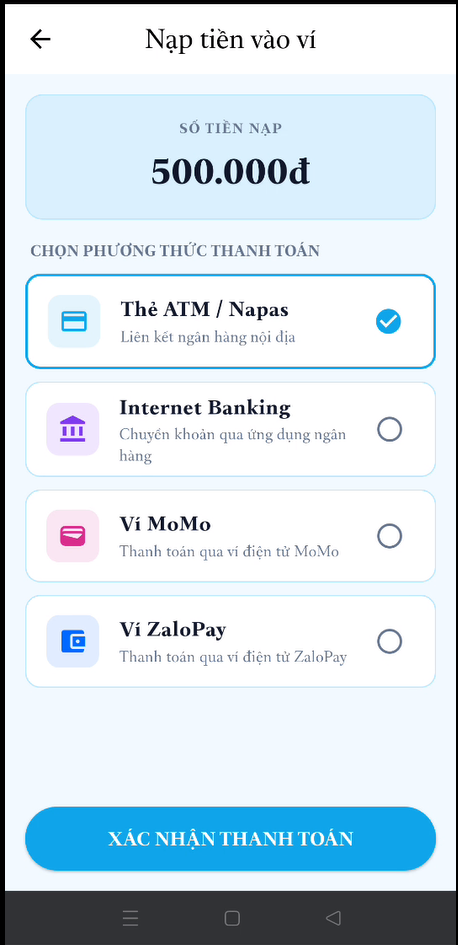 Nạp tiền vào ví
SỐ TIỀN NẠP
500.000đ
CHỌN PHƯƠNG THỨC THANH TOÁN
Thẻ ATM / Napas
Liên kết ngân hàng nội địa
Internet Banking
Chuyển khoản qua ứng dụng ngân
hàng
Ví MoMo
Thanh toán qua ví điện tử MoMo
Ví ZaloPay
Thanh toán qua ví điện tử ZaloPay
XÁC NHẬN THANH TOÁN